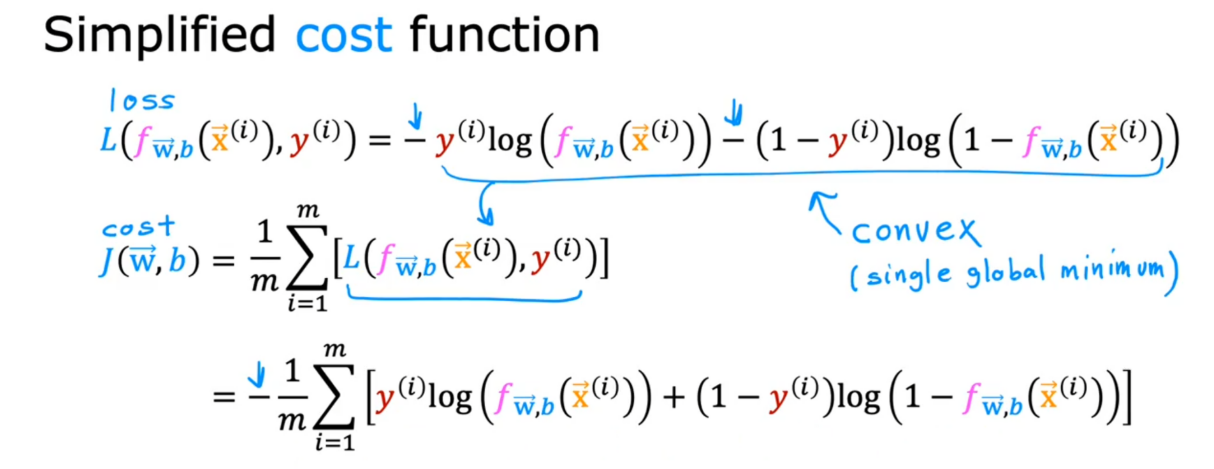 Simplified cost function
loss
L(f_{\vec{w},b}(\vec{x}^{(i)}), y^{(i)}) = − y^{(i)}log(f_{\vec{w},b}(\vec{x}^{(i)})) − (1 − y^{(i)})log(1 − f_{\vec{w},b}(\vec{x}^{(i)}))
cost
J(\vec{w}, b) = \frac{1}{m} \sum_{i=1}^{m} [L(f_{\vec{w},b}(\vec{x}^{(i)}), y^{(i)})]
convex
(single global minimum)
= − \frac{1}{m} \sum_{i=1}^{m} [y^{(i)}log(f_{\vec{w},b}(\vec{x}^{(i)})) + (1 − y^{(i)})log(1 − f_{\vec{w},b}(\vec{x}^{(i)}))]